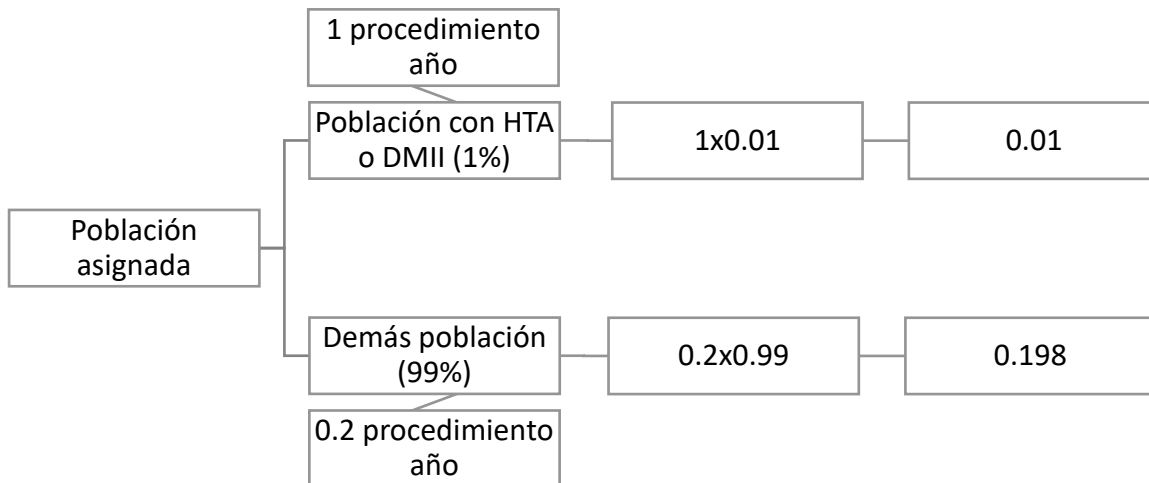 1 procedimiento
año
Población con HTA
o DMII (1%)
1x0.01
0.01
Población
asignada
Demás población
(99%)
0.2x0.99
0.198
0.2 procedimiento
año